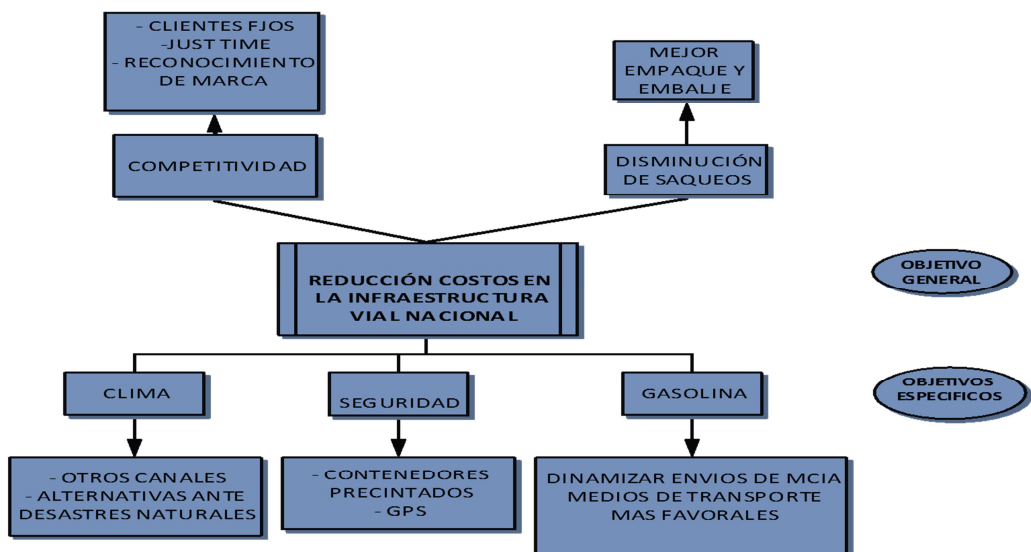 - CLIENTES FJOS
-JUST TIME
- RECONOCIMIENTO
DE MARCA
MEJOR
EMPAQUE Y
EMBALJE
COMPETITIVIDAD
DISMINUCIÓN
DE SAQUEOS
REDUCCIÓN COSTOS EN
LA INFRAESTRUCTURA
VIAL NACIONAL
OBJETIVO
GENERAL
CLIMA
SEGURIDAD
GASOLINA
OBJETIVOS
ESPECIFICOS
- OTROS CANALES
- ALTERNATIVAS ANTE
DESASTRES NATURALES
- CONTENEDORES
PRECINTADOS
- GPS
DINAMIZAR ENVIOS DE MCIA
MEDIOS DE TRANSPORTE
MAS FAVORALES